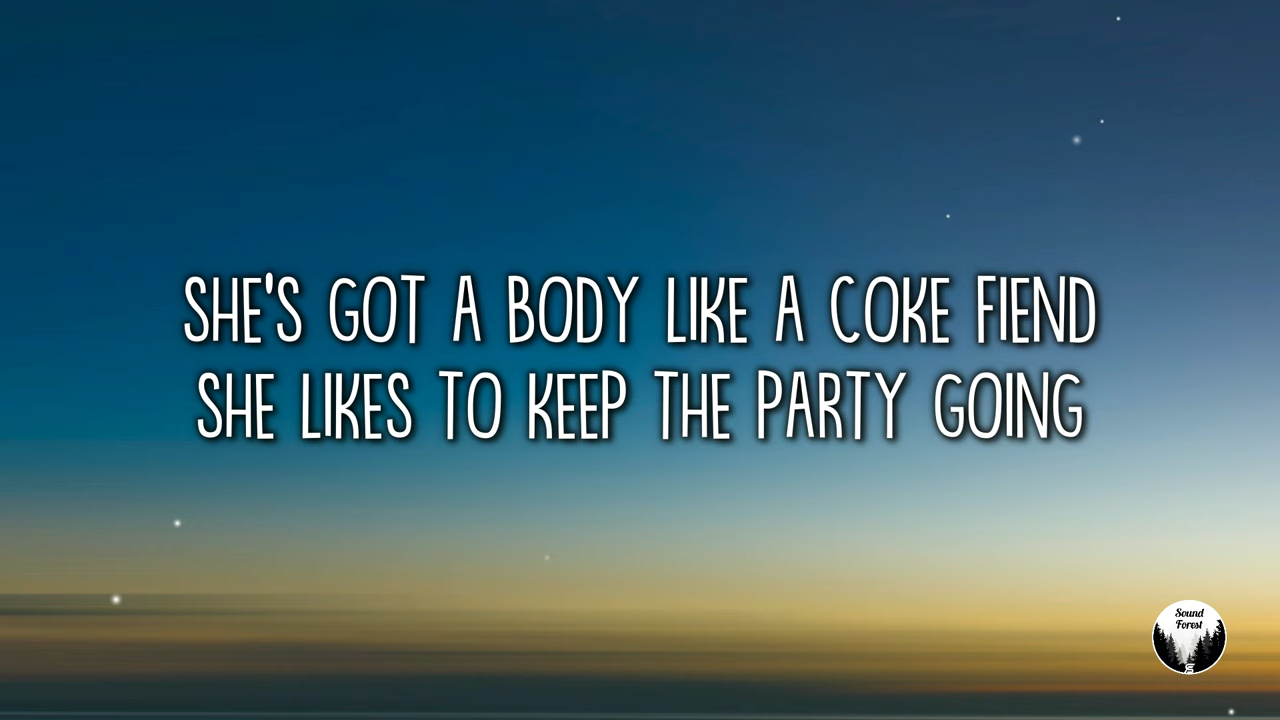 SHE'S GOT A BODY LIKE A COKE FIEND
SHE LIKES TO KEEP THE PARTY GOING
Sound
Forest